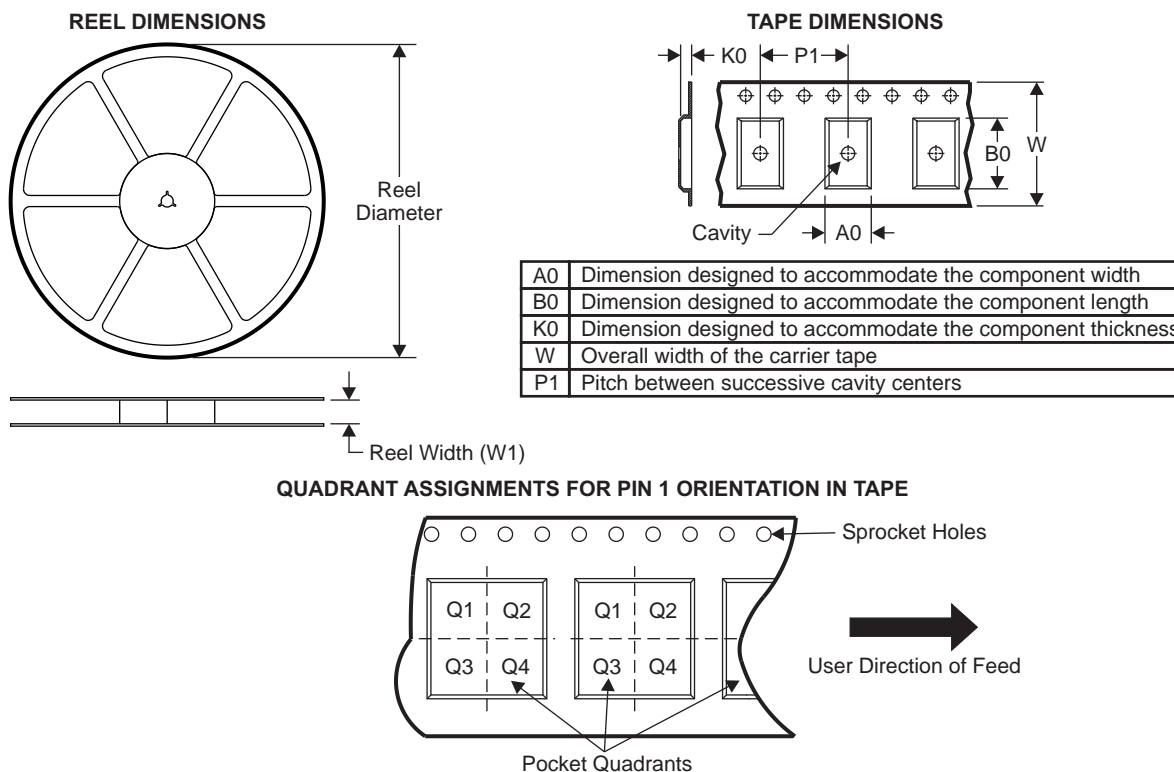 REEL DIMENSIONS
TAPE DIMENSIONS
K0
P1
Reel
Diameter
B0
W
Cavity
A0
A0 Dimension designed to accommodate the component width
B0 Dimension designed to accommodate the component length
K0 Dimension designed to accommodate the component thickness
W Overall width of the carrier tape
P1 Pitch between successive cavity centers
Reel Width (W1)
QUADRANT ASSIGNMENTS FOR PIN 1 ORIENTATION IN TAPE
Sprocket Holes
Q1 Q2 Q1 Q2
Q3 Q4 Q3 Q4
User Direction of Feed
Pocket Quadrants